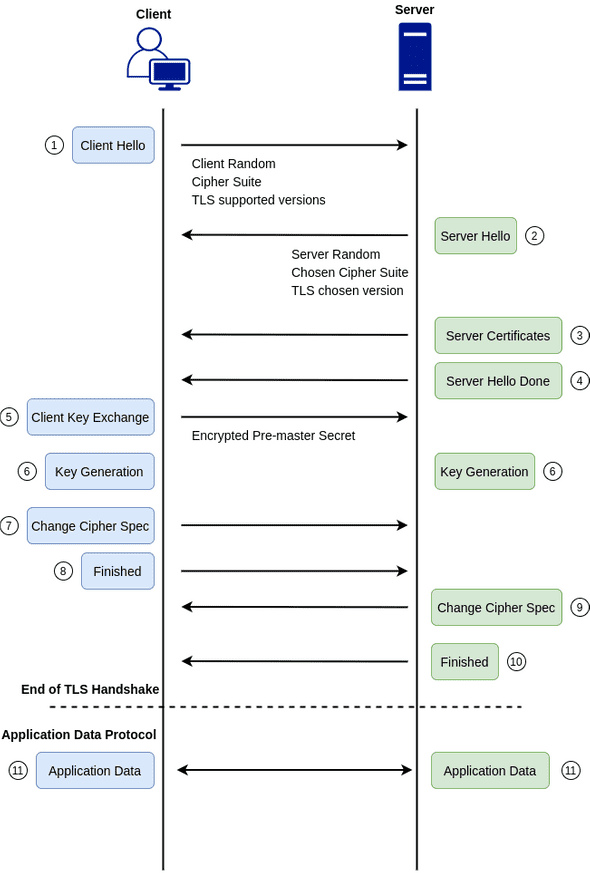 Client
Server
1 Client Hello
Client Random
Cipher Suite
TLS supported versions
Server Hello 2
Server Random
Chosen Cipher Suite
TLS chosen version
Server Certificates 3
Server Hello Done 4
5 Client Key Exchange
Encrypted Pre-master Secret
6 Key Generation
Key Generation 6
7 Change Cipher Spec
8 Finished
Change Cipher Spec 9
Finished 10
End of TLS Handshake
Application Data Protocol
11 Application Data
Application Data 11